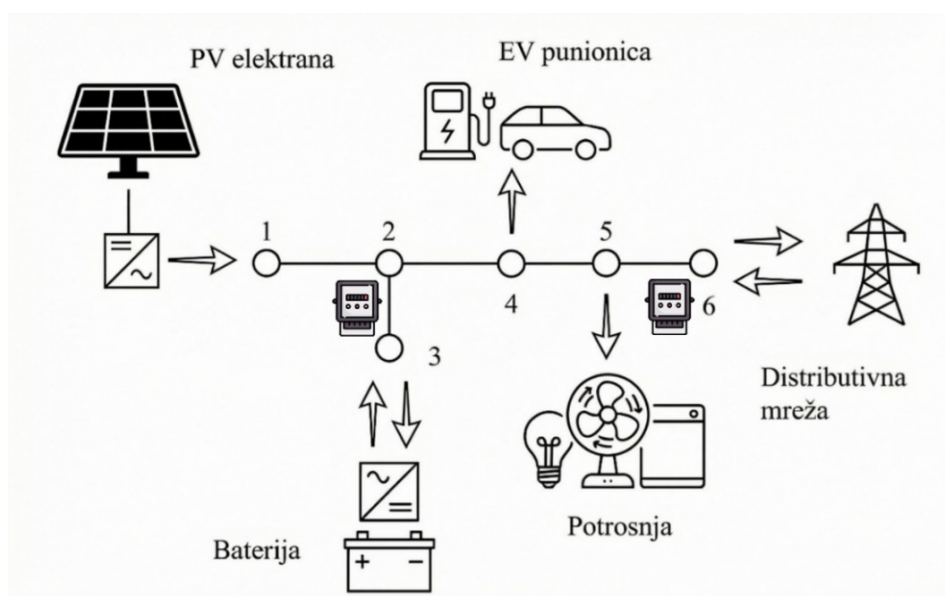 PV elektrana
EV punionica
1
2
5
4
6
3
Distributivna
mreža
Potrosnja
Baterija